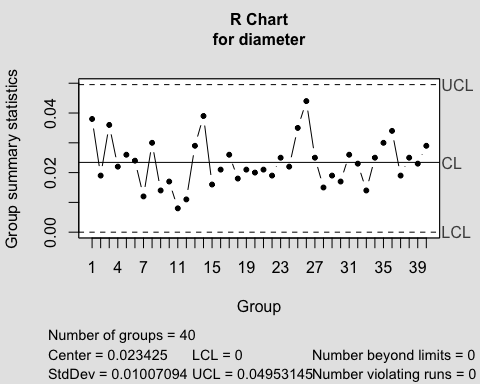 R Chart
for diameter
Group summary statistics
0.00 0.02 0.04
UCL
CL
LCL
1 4 7 11 15 19 23 27 31 35 39
Group
Number of groups = 40
Center = 0.023425 LCL = 0 Number beyond limits = 0
StdDev = 0.01007094 UCL = 0.04953145 Number violating runs = 0